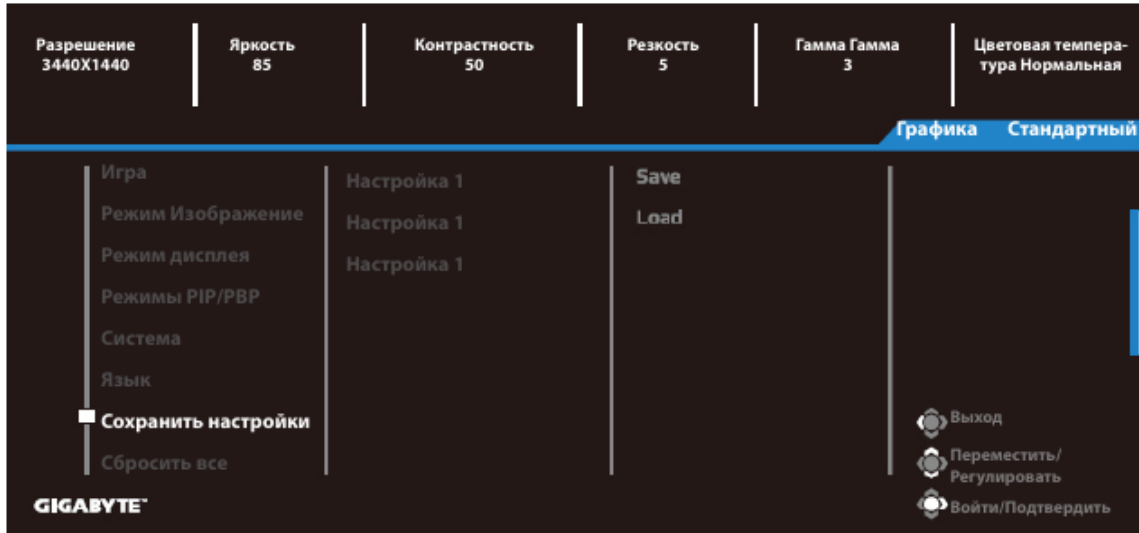 Разрешение
3440X1440
Яркость
85
Контрастность
50
Резкость
5
Гамма Гамма
3
Цветовая темпера-
тура Нормальная
Графика Стандартный
Игра
Режим Изображение
Режим дисплея
Режимы PIP/PBP
Система
Язык
Сохранить настройки
Сбросить все
Настройка 1
Настройка 1
Настройка 1
Save
Load
Выход
Переместить/
Регулировать
Войти/Подтвердить
GIGABYTE™